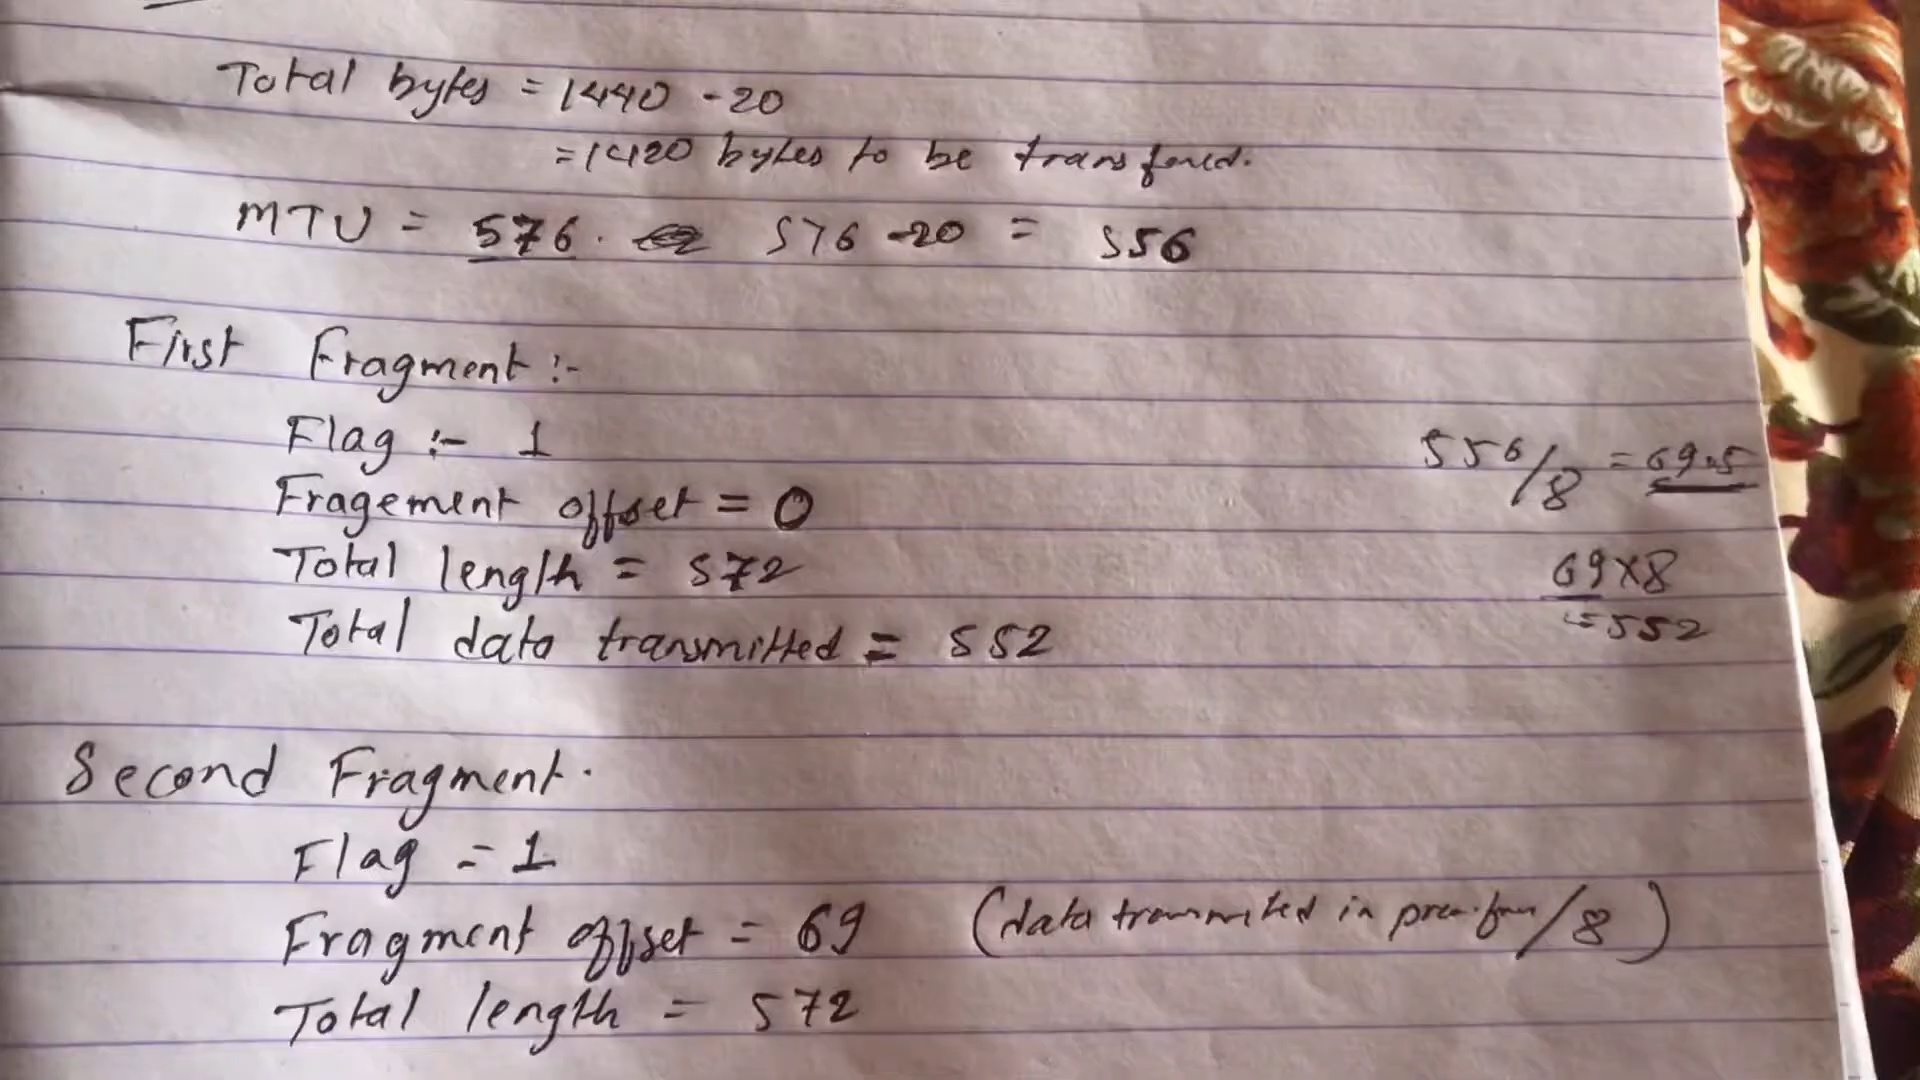 Total bytes = 1440 - 20
= 1420 bytes to be transfered.
MTU = 576. 576 - 20 = 556
First Fragment :-
Flag :- 1
556/8 = 69.5
Fragement offset = 0
Total length = 572
69x8
Total data transmitted = 552
= 552
Second Fragment.
Flag = 1
Fragment offset = 69 (data transmitted in /8)
Total length = 572